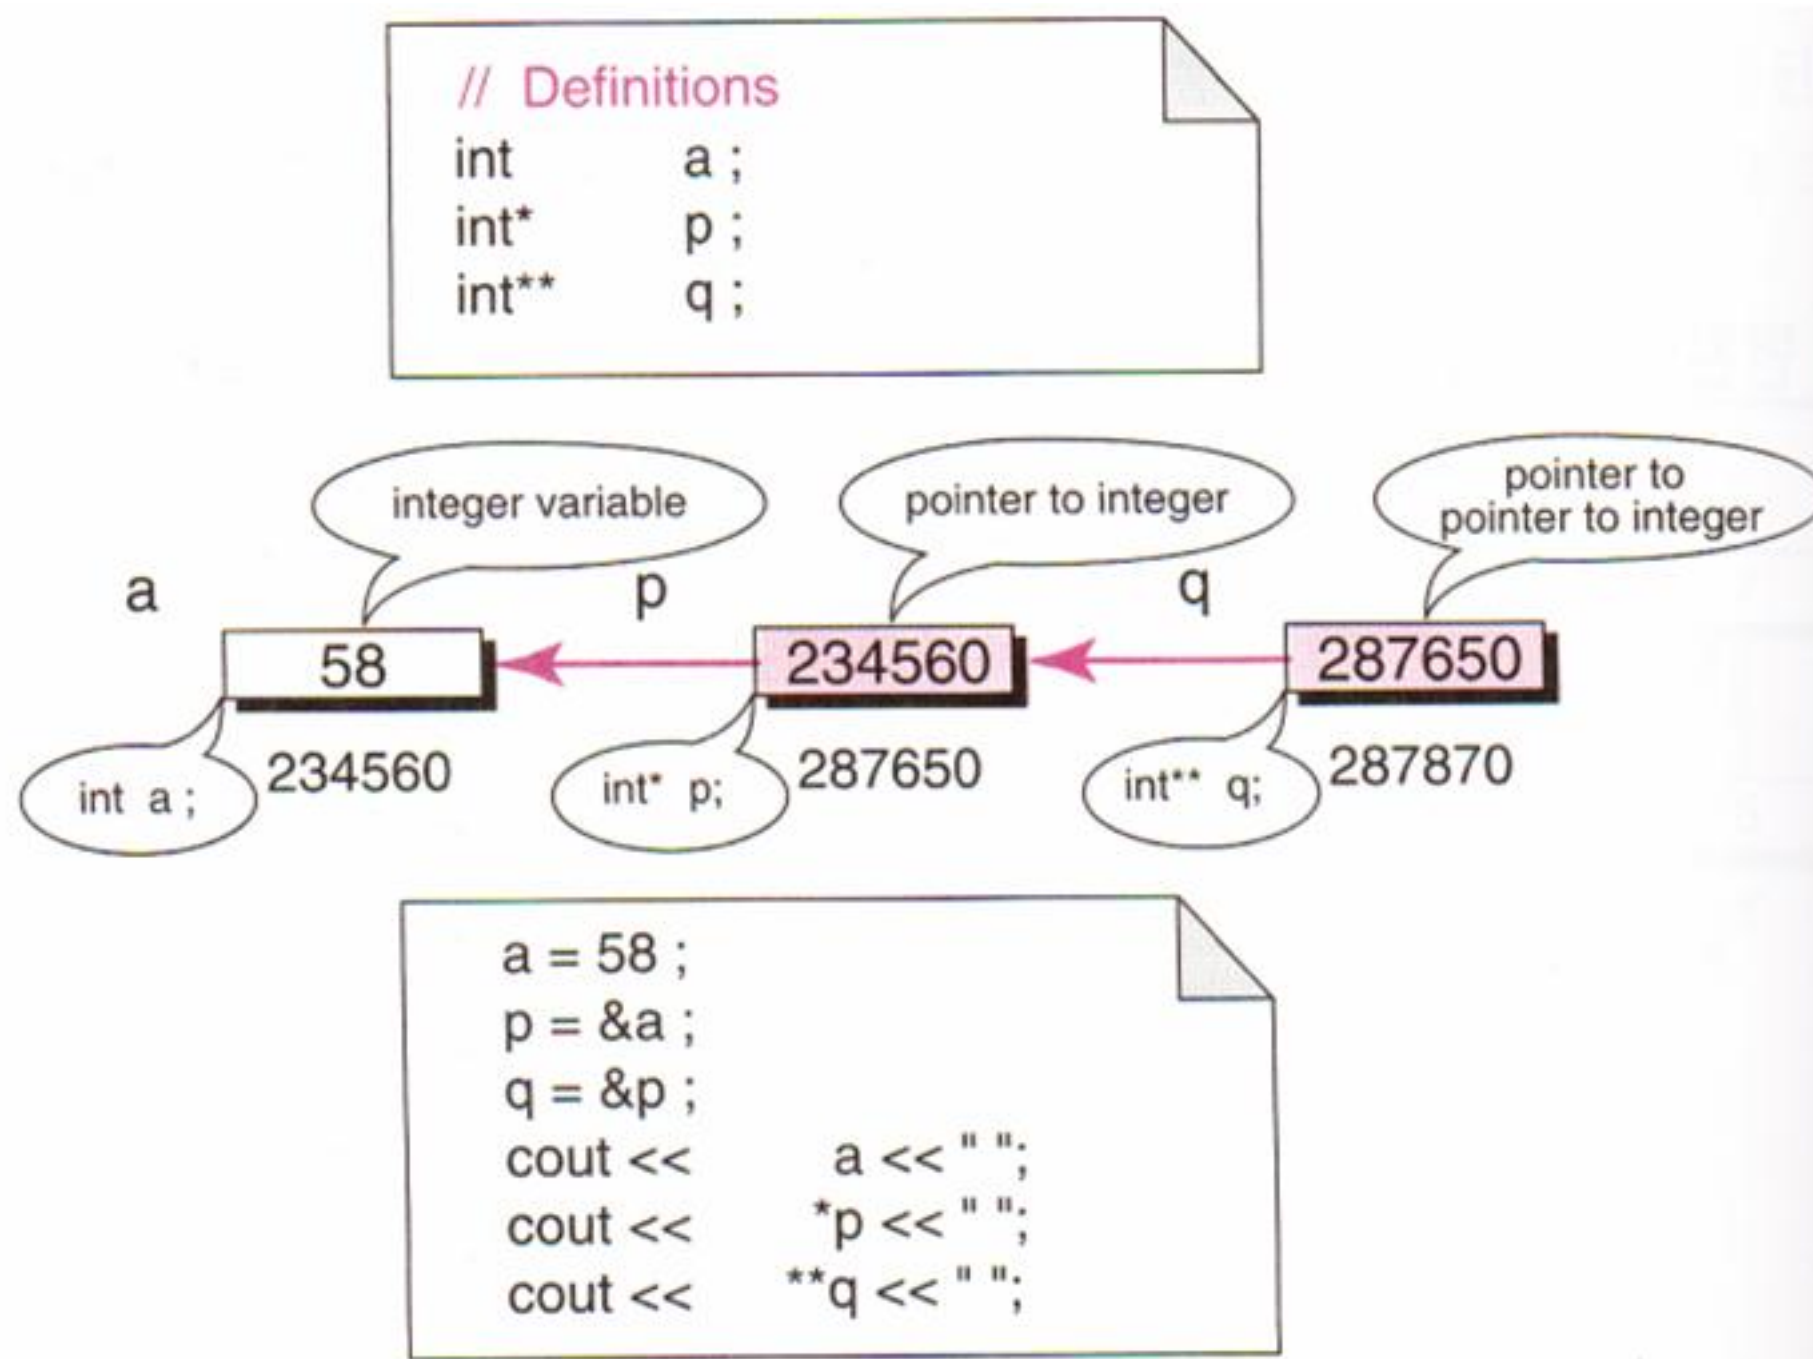 // Definitions
int a ;
int* p ;
int** q ;
integer variable
pointer to integer
pointer to
pointer to integer
a
p
q
58
234560
287650
int a ;
234560
int* p;
287650
int** q;
287870
a = 58 ;
p = &a ;
q = &p ;
cout << a << " ";
cout << *p << " ";
cout << **q << " ";